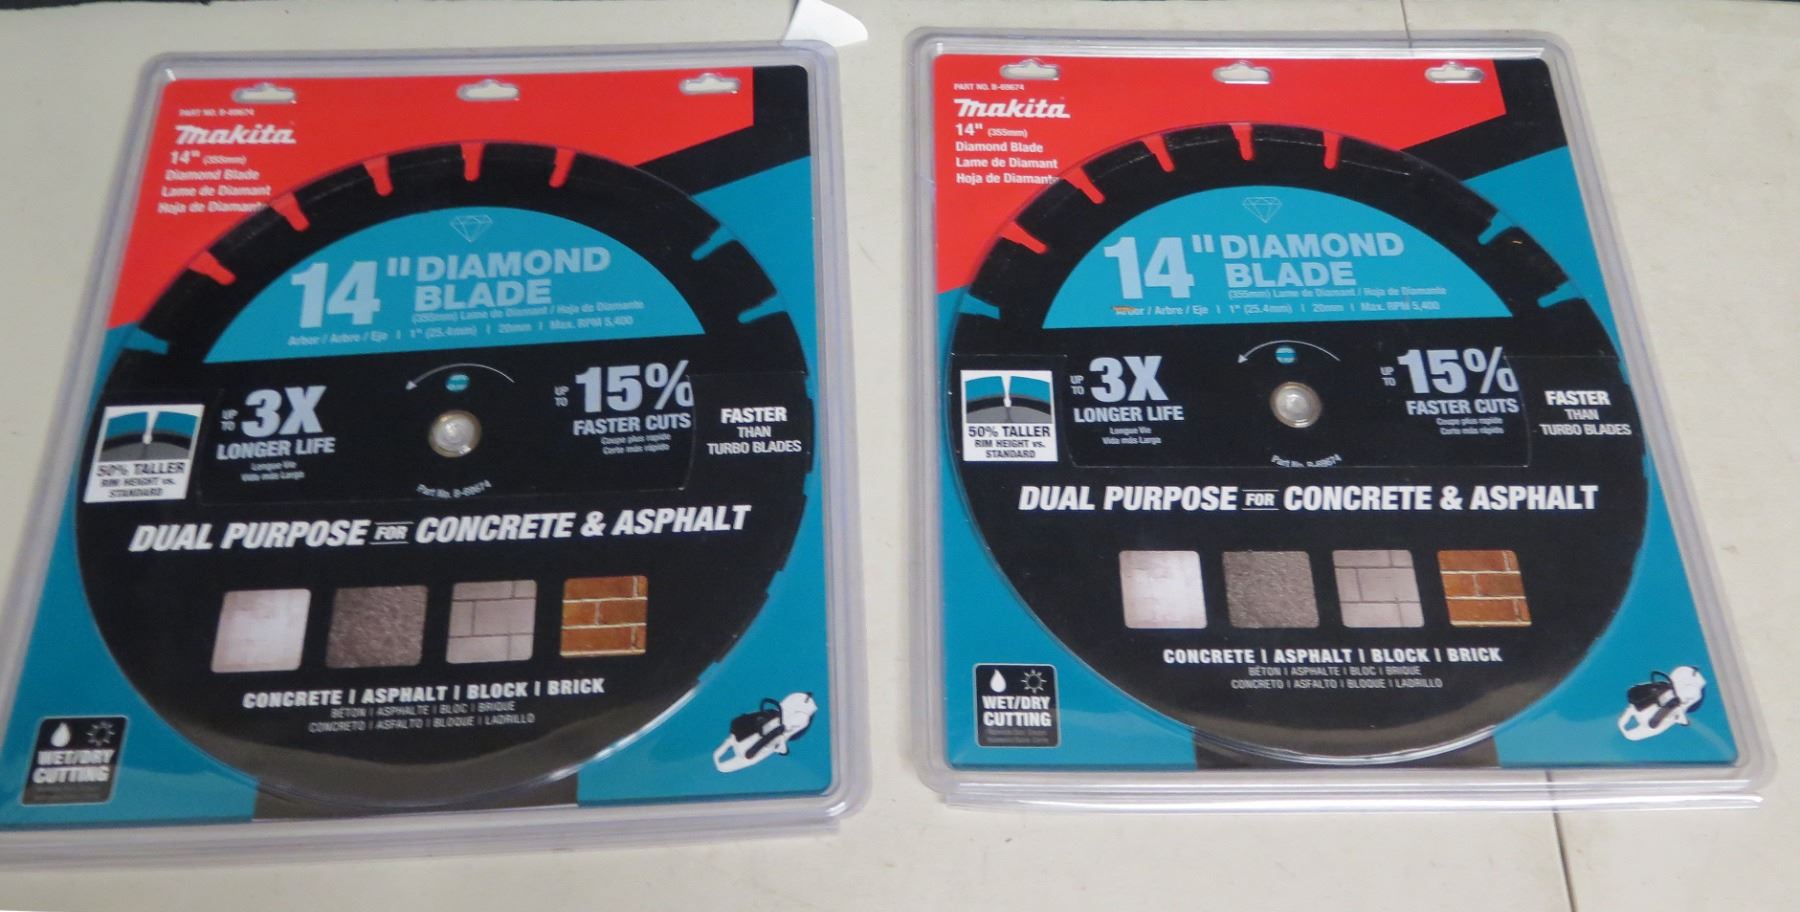 PART NO. B-69674
Makita
14" (355mm)
Diamond Blade
Lame de Diamant
Hoja de Diamante
14" DIAMOND
BLADE
(355mm) Lame de Diamant / Hoja de Diamante
Arbor / Arbre / Eje | 1" (25.4mm) | 20mm | Max. RPM 5,400
UP TO 3X
LONGER LIFE
Longue Vie
Vida más Larga
UP TO 15%
FASTER CUTS
Coupe plus rapide
Corte más rápido
FASTER
THAN
TURBO BLADES
50% TALLER
RIM HEIGHT vs.
STANDARD
Part No. B-69674
DUAL PURPOSE FOR CONCRETE & ASPHALT
CONCRETE | ASPHALT | BLOCK | BRICK
BÉTON | ASPHALTE | BLOC | BRIQUE
CONCRETO | ASFALTO | BLOQUE | LADRILLO
WET/DRY
CUTTING
PART NO. B-69674
Makita
14" (355mm)
Diamond Blade
Lame de Diamant
Hoja de Diamante
14" DIAMOND
BLADE
(355mm) Lame de Diamant / Hoja de Diamante
Arbor / Arbre / Eje | 1" (25.4mm) | 20mm | Max. RPM 5,400
UP TO 3X
LONGER LIFE
Longue Vie
Vida más Larga
UP TO 15%
FASTER CUTS
Coupe plus rapide
Corte más rápido
FASTER
THAN
TURBO BLADES
50% TALLER
RIM HEIGHT vs.
STANDARD
Part No. B-69674
DUAL PURPOSE FOR CONCRETE & ASPHALT
CONCRETE | ASPHALT | BLOCK | BRICK
BÉTON | ASPHALTE | BLOC | BRIQUE
CONCRETO | ASFALTO | BLOQUE | LADRILLO
WET/DRY
CUTTING